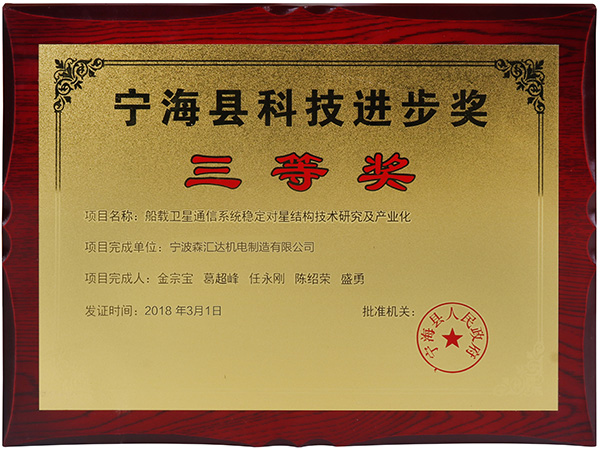 宁海县科技进步奖
三等奖
项目名称：船载卫星通信系统稳定对星结构技术研究及产业化
项目完成单位：宁波森汇达机电制造有限公司
项目完成人：金宗宝 葛超峰 任永刚 陈绍荣 盛勇
发证时间：2018 年3月1日
批准机关：
宁海县人民政府